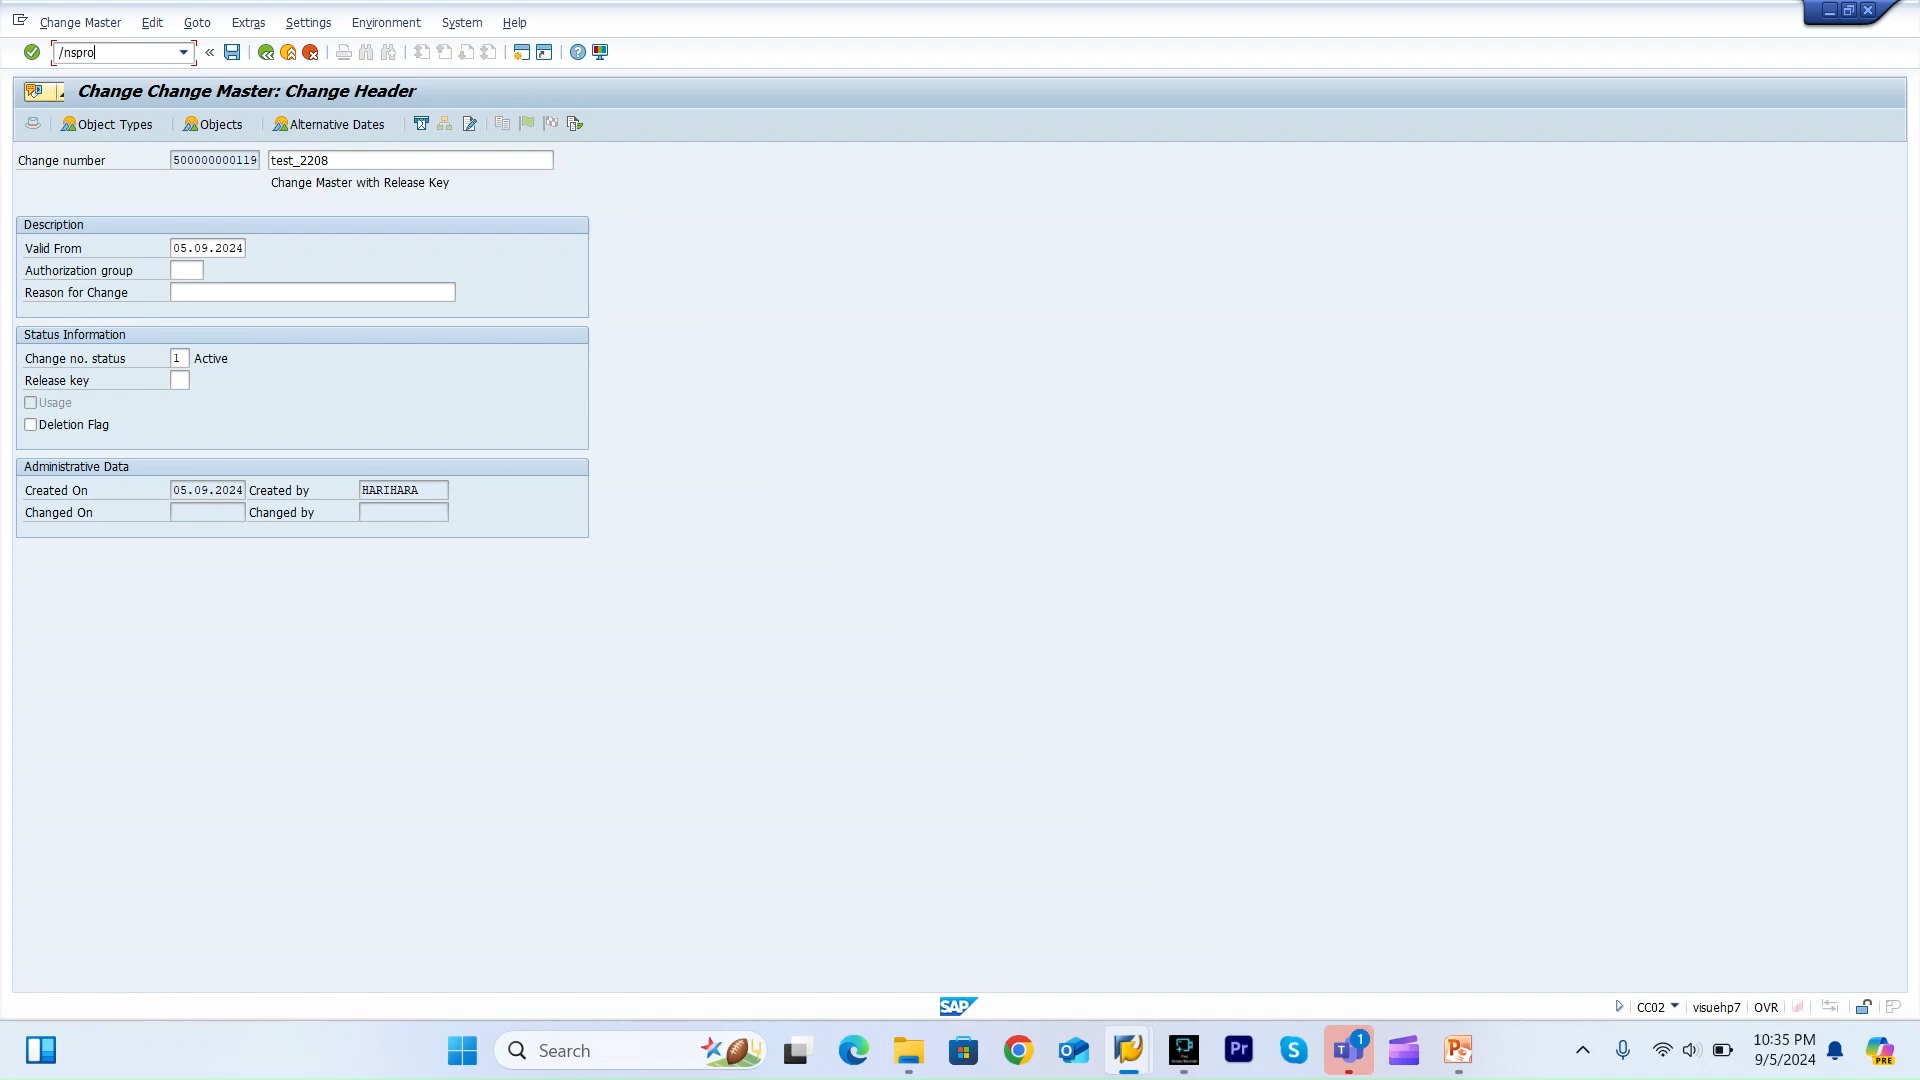 Change Master Edit Goto Extras Settings Environment System Help
/nspro
Change Change Master: Change Header
Object Types Objects Alternative Dates
Change number 500000000119 test_2208
Change Master with Release Key
Description
Valid From 05.09.2024
Authorization group
Reason for Change
Status Information
Change no. status 1 Active
Release key
Usage
Deletion Flag
Administrative Data
Created On 05.09.2024 Created by HARIHARA
Changed On Changed by
SAP
CC02 visuehp7 OVR
Search
Pr
1
10:35 PM
9/5/2024
PRE